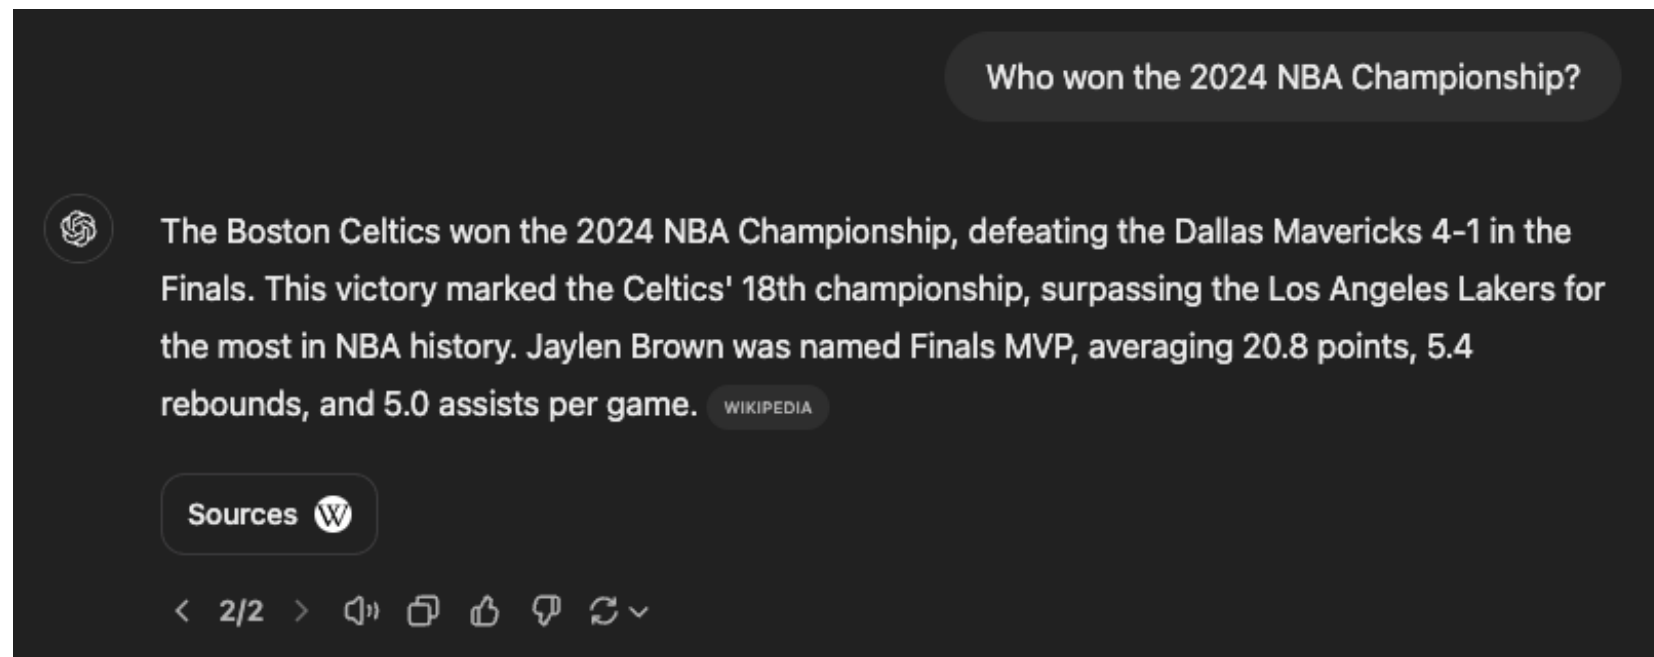 Who won the 2024 NBA Championship?
The Boston Celtics won the 2024 NBA Championship, defeating the Dallas Mavericks 4-1 in the
Finals. This victory marked the Celtics' 18th championship, surpassing the Los Angeles Lakers for
the most in NBA history. Jaylen Brown was named Finals MVP, averaging 20.8 points, 5.4
rebounds, and 5.0 assists per game. WIKIPEDIA
Sources W
2/2